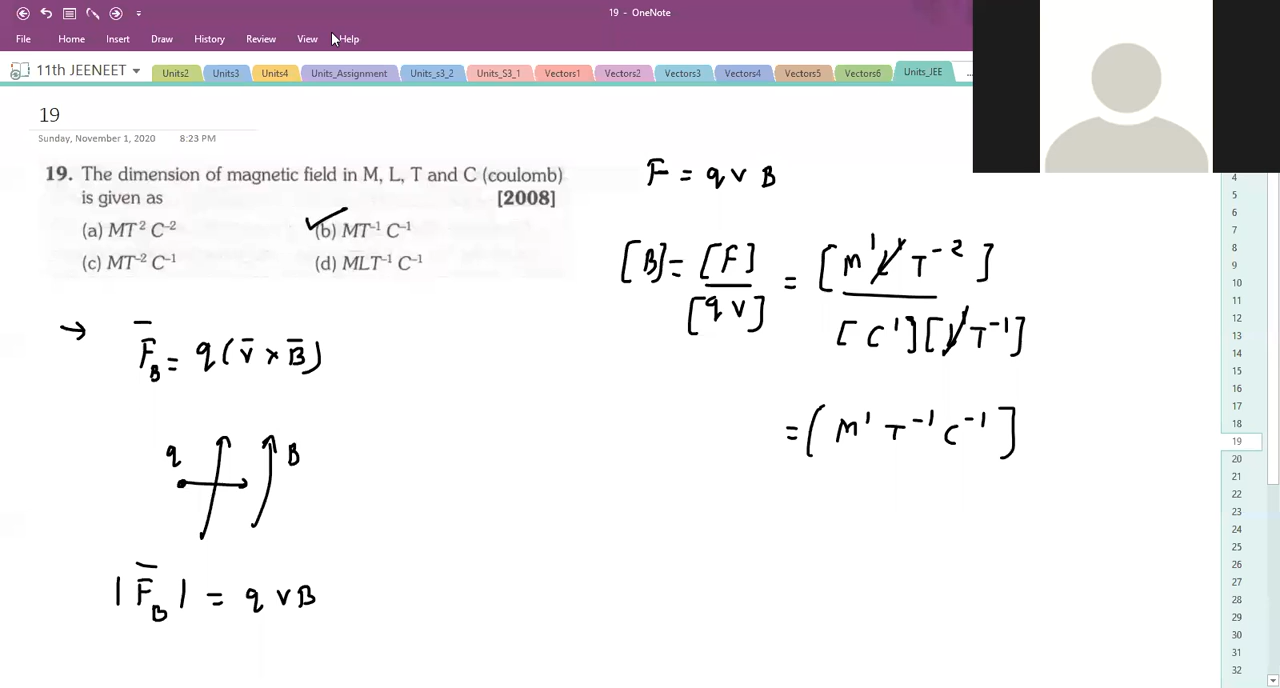 19 - OneNote
File Home Insert Draw History Review View Help
11th JEENEET Units2 Units3 Units4 Units_Assignment Units_s3_2 Units_S3_1 Vectors1 Vectors2 Vectors3 Vectors4 Vectors5 Vectors6 Units_JEE ...
19
Sunday, November 1, 2020 8:23 PM
19. The dimension of magnetic field in M, L, T and C (coulomb)
is given as [2008]
(a) MT² C⁻² (b) MT⁻¹ C⁻¹
(c) MT⁻² C⁻¹ (d) MLT⁻¹ C⁻¹
→ F̅_B = q(v̅ × B̅)
q B
|F̅_B| = q v B
F = q v B
[B] = [F] / [q v] = [M¹ L¹ T⁻²] / [C¹][L¹ T⁻¹]
= [M¹ T⁻¹ C⁻¹]
4
5
6
7
8
9
10
11
12
13
14
15
16
17
18
19
20
21
22
23
24
25
26
27
28
29
30
31
32